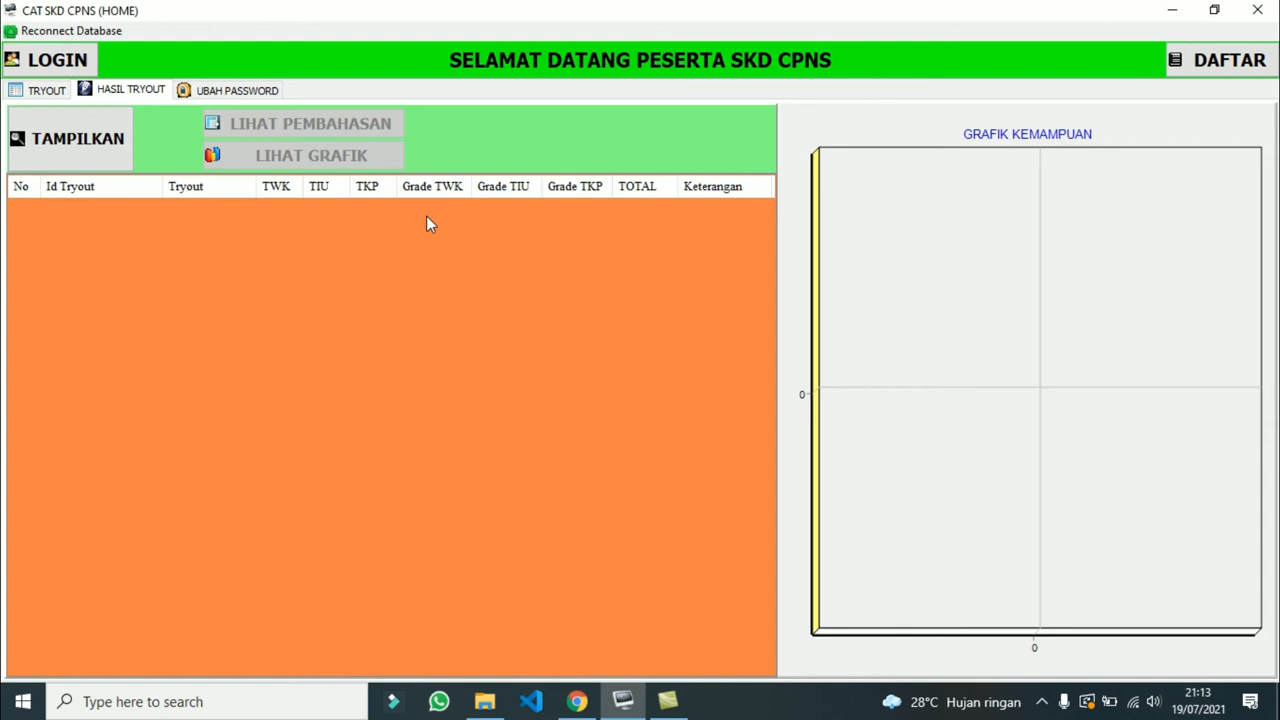 CAT SKD CPNS (HOME)
Reconnect Database
LOGIN
SELAMAT DATANG PESERTA SKD CPNS
DAFTAR
TRYOUT
HASIL TRYOUT
UBAH PASSWORD
TAMPILKAN
LIHAT PEMBAHASAN
LIHAT GRAFIK
No Id Tryout Tryout TWK TIU TKP Grade TWK Grade TIU Grade TKP TOTAL Keterangan
GRAFIK KEMAMPUAN
0
0
Type here to search
28°C Hujan ringan
21:13
19/07/2021